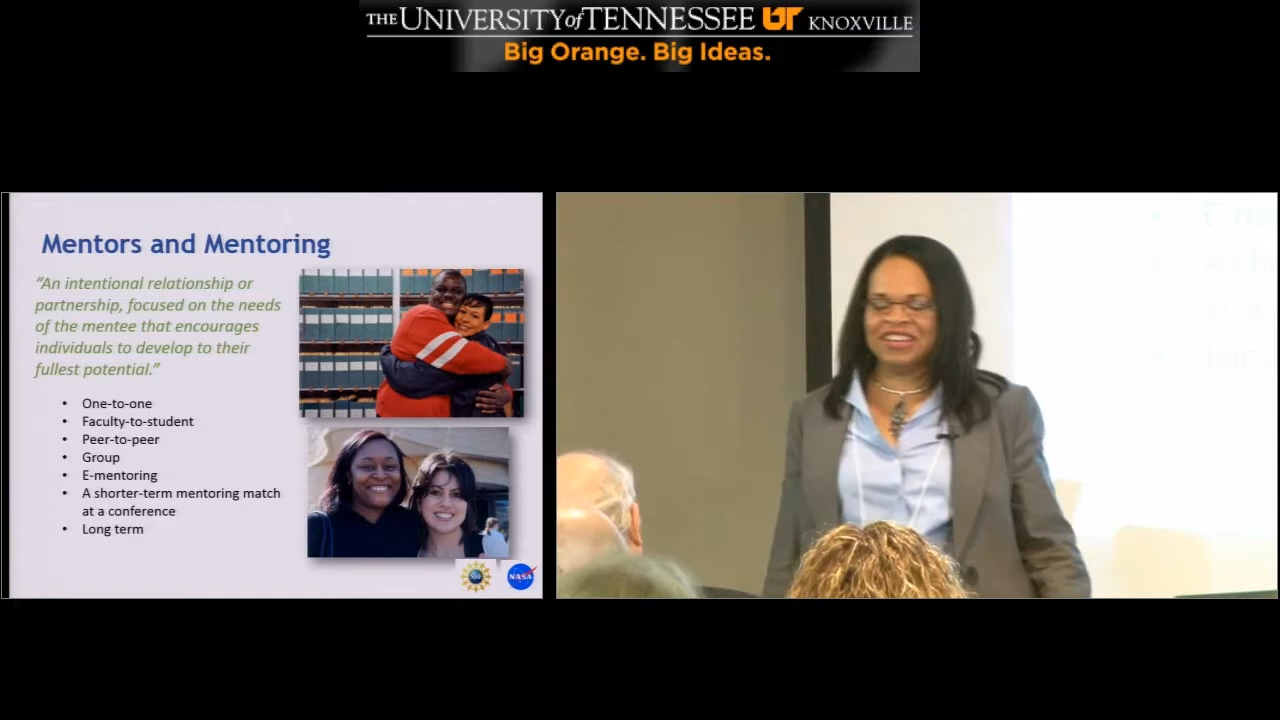 THE UNIVERSITY of TENNESSEE UT KNOXVILLE
Big Orange. Big Ideas.
Mentors and Mentoring
“An intentional relationship or
partnership, focused on the needs
of the mentee that encourages
individuals to develop to their
fullest potential.”
• One-to-one
• Faculty-to-student
• Peer-to-peer
• Group
• E-mentoring
• A shorter-term mentoring match
at a conference
• Long term
NSF
NASA